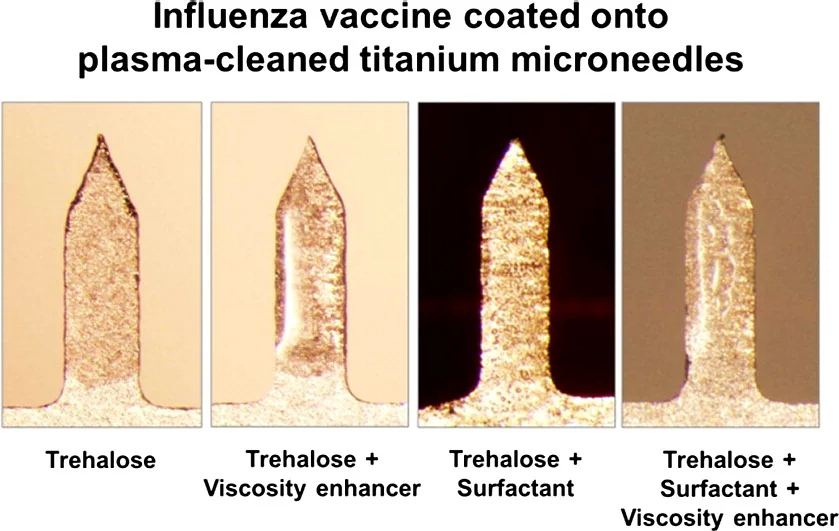 Influenza vaccine coated onto
plasma-cleaned titanium microneedles
Trehalose
Trehalose +
Viscosity enhancer
Trehalose +
Surfactant
Trehalose +
Surfactant +
Viscosity enhancer